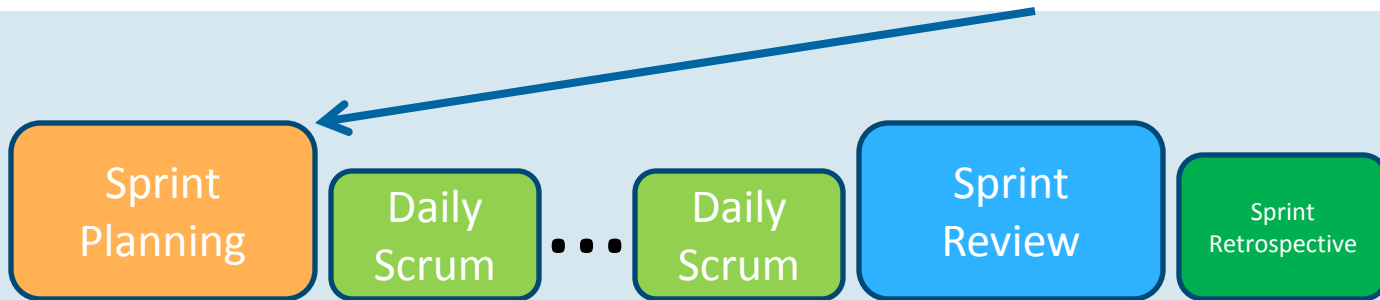 Sprint
Planning
Daily
Scrum
...
Daily
Scrum
Sprint
Review
Sprint
Retrospective